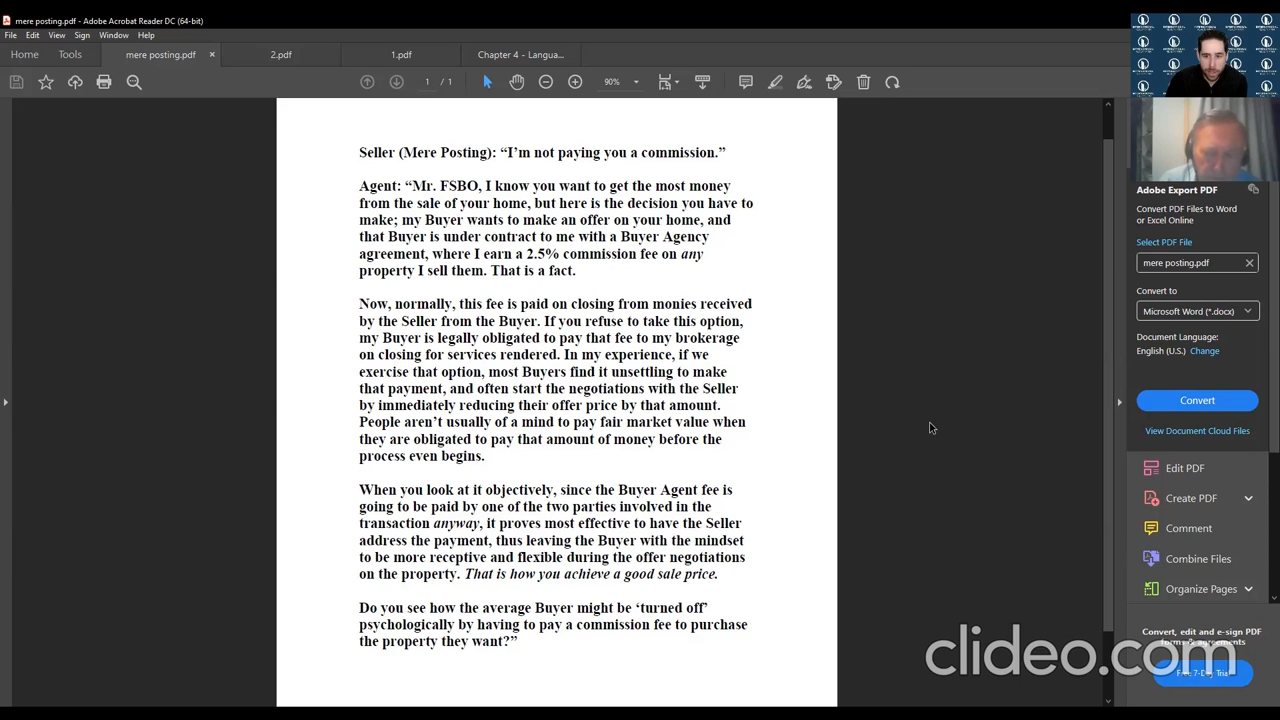 mere posting.pdf - Adobe Acrobat Reader DC (64-bit)
File Edit View Sign Window Help
Home Tools mere posting.pdf × 2.pdf 1.pdf Chapter 4 – Langua...
1 / 1 90%
Seller (Mere Posting): “I’m not paying you a commission.”
Agent: “Mr. FSBO, I know you want to get the most money
from the sale of your home, but here is the decision you have to
make; my Buyer wants to make an offer on your home, and
that Buyer is under contract to me with a Buyer Agency
agreement, where I earn a 2.5% commission fee on any
property I sell them. That is a fact.
Now, normally, this fee is paid on closing from monies received
by the Seller from the Buyer. If you refuse to take this option,
my Buyer is legally obligated to pay that fee to my brokerage
on closing for services rendered. In my experience, if we
exercise that option, most Buyers find it unsettling to make
that payment, and often start the negotiations with the Seller
by immediately reducing their offer price by that amount.
People aren’t usually of a mind to pay fair market value when
they are obligated to pay that amount of money before the
process even begins.
When you look at it objectively, since the Buyer Agent fee is
going to be paid by one of the two parties involved in the
transaction anyway, it proves most effective to have the Seller
address the payment, thus leaving the Buyer with the mindset
to be more receptive and flexible during the offer negotiations
on the property. That is how you achieve a good sale price.
Do you see how the average Buyer might be ‘turned off’
psychologically by having to pay a commission fee to purchase
the property they want?”
Adobe Export PDF
Convert PDF Files to Word
or Excel Online
Select PDF File
mere posting.pdf ×
Convert to
Microsoft Word (*.docx)
Document Language:
English (U.S.) Change
Convert
View Document Cloud Files
Edit PDF
Create PDF
Comment
Combine Files
Organize Pages
Convert, edit and e-sign PDF
forms & agreements
Free 7-Day Trial
clideo.com